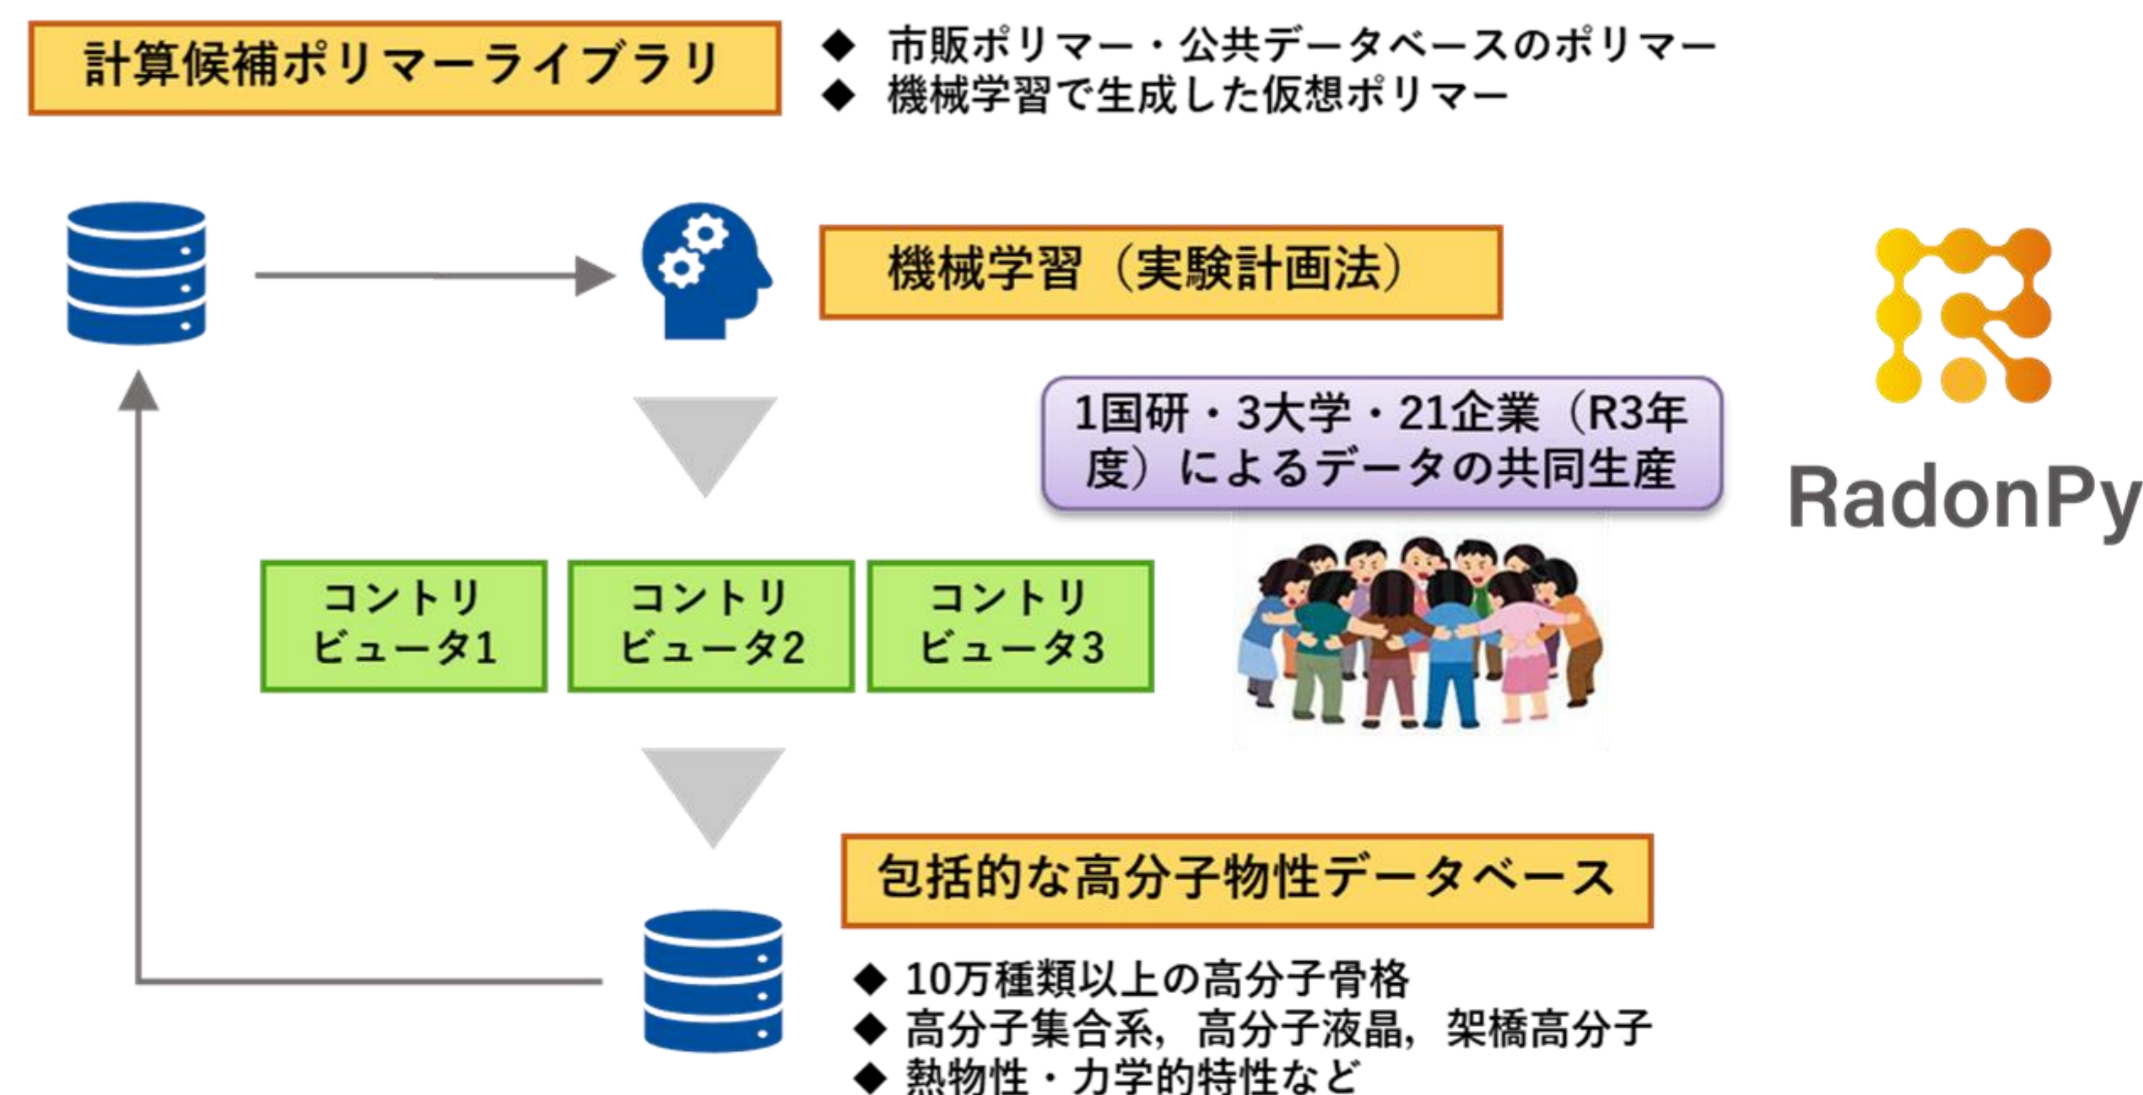 計算候補ポリマーライブラリ
◆ 市販ポリマー・公共データベースのポリマー
◆ 機械学習で生成した仮想ポリマー
機械学習（実験計画法）
1国研・3大学・21企業（R3年
度）によるデータの共同生産
RadonPy
コントリ
ビュータ1
コントリ
ビュータ2
コントリ
ビュータ3
包括的な高分子物性データベース
◆ 10万種類以上の高分子骨格
◆ 高分子集合系，高分子液晶，架橋高分子
◆ 熱物性・力学的特性など